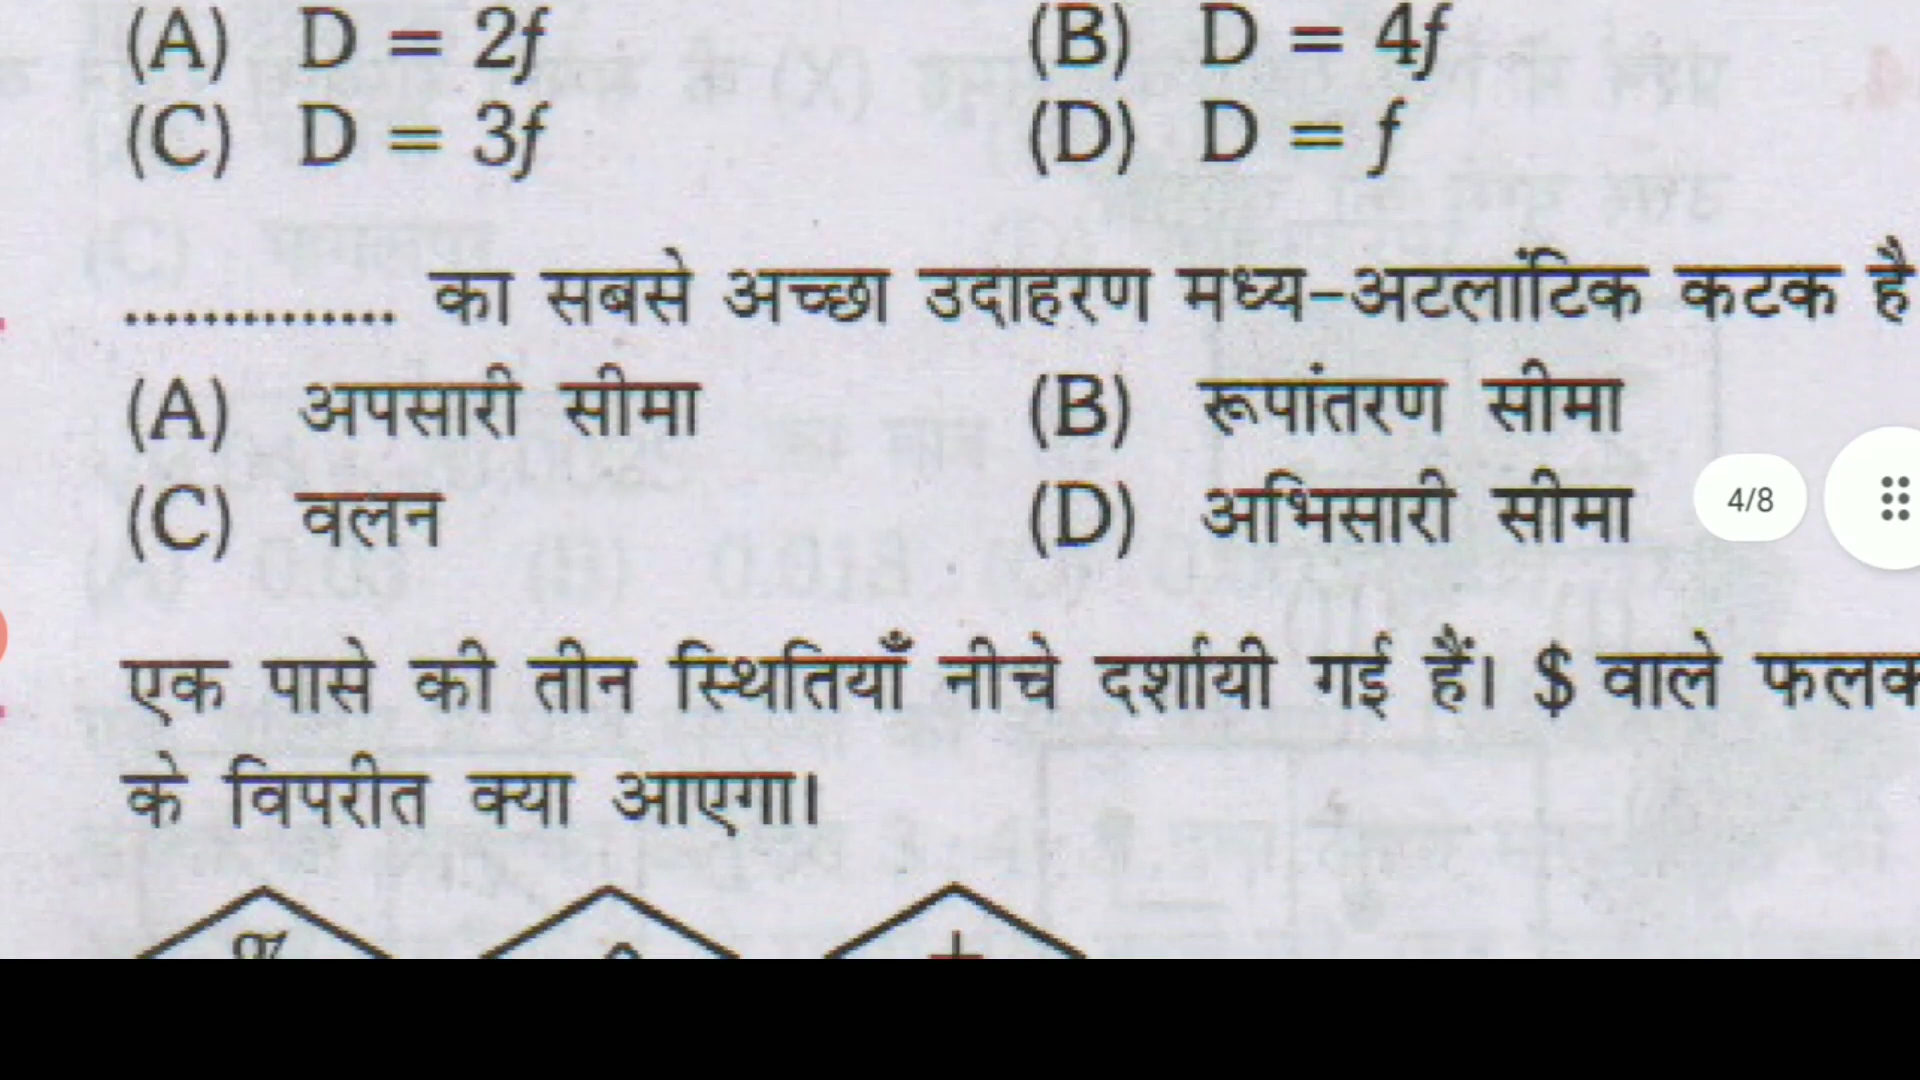 (A) D = 2f (B) D = 4f
(C) D = 3f (D) D = f
.............. का सबसे अच्छा उदाहरण मध्य-अटलांटिक कटक है
(A) अपसारी सीमा (B) रूपांतरण सीमा
(C) वलन (D) अभिसारी सीमा
4/8
एक पासे की तीन स्थितियाँ नीचे दर्शायी गई हैं। $ वाले फलक
के विपरीत क्या आएगा।